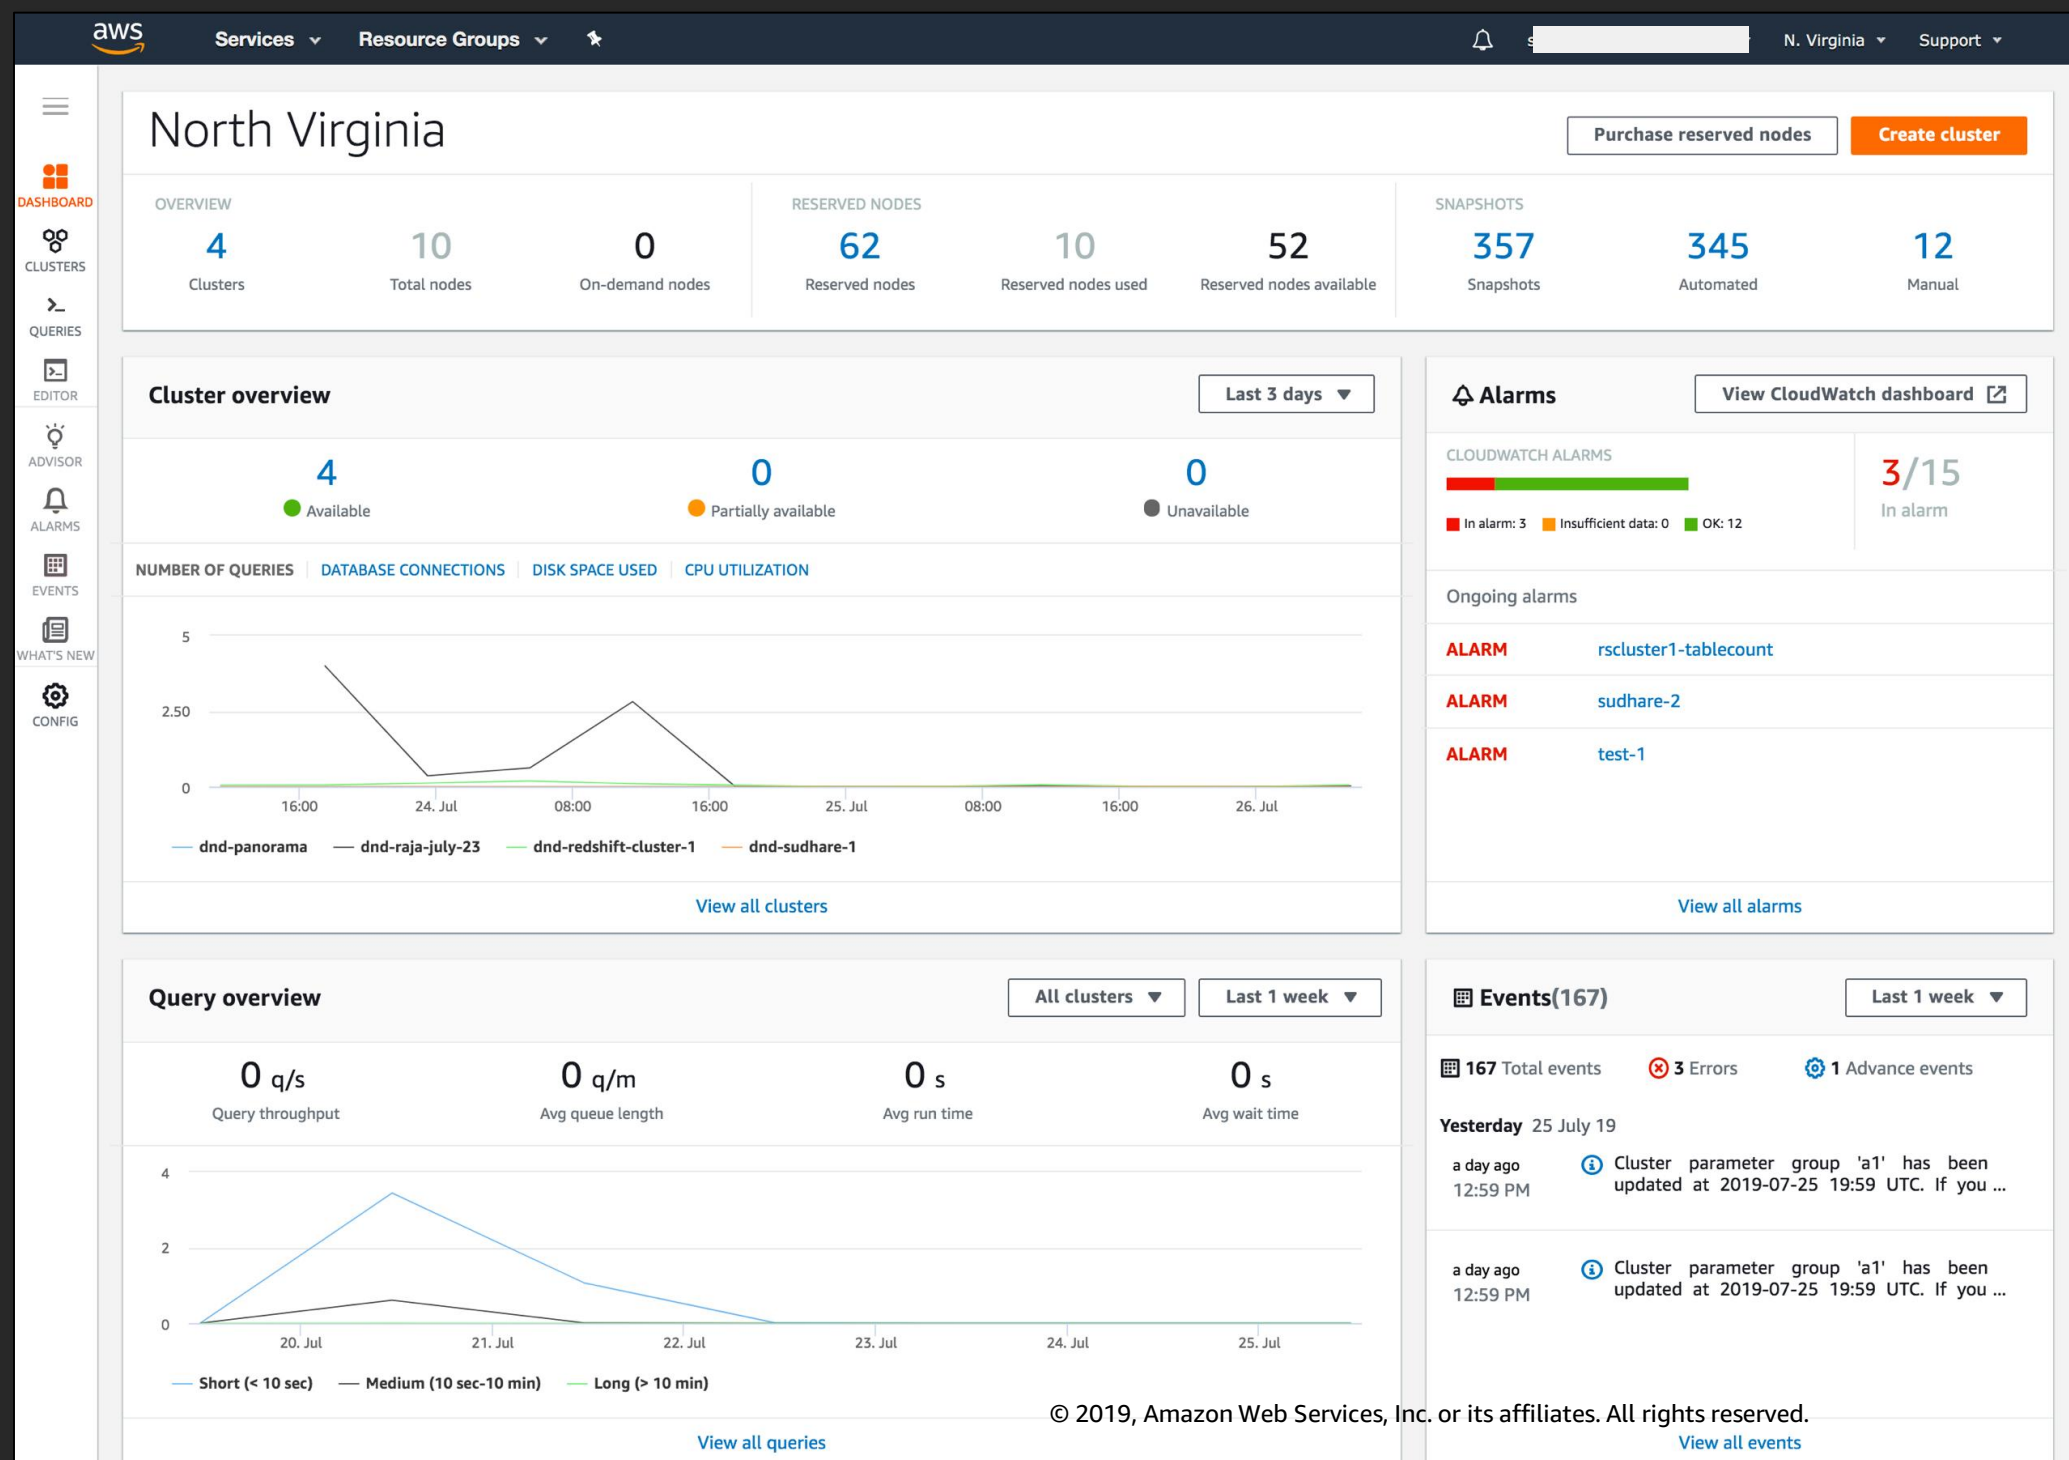 aws Services Resource Groups N. Virginia Support
North Virginia
Purchase reserved nodes Create cluster
DASHBOARD
CLUSTERS
QUERIES
EDITOR
ADVISOR
ALARMS
EVENTS
WHAT'S NEW
CONFIG
OVERVIEW
4 10 0
Clusters Total nodes On-demand nodes
RESERVED NODES
62 10 52
Reserved nodes Reserved nodes used Reserved nodes available
SNAPSHOTS
357 345 12
Snapshots Automated Manual
Cluster overview Last 3 days
4 0 0
Available Partially available Unavailable
NUMBER OF QUERIES DATABASE CONNECTIONS DISK SPACE USED CPU UTILIZATION
5
2.50
0
16:00 24. Jul 08:00 16:00 25. Jul 08:00 16:00 26. Jul
dnd-panorama dnd-raja-july-23 dnd-redshift-cluster-1 dnd-sudhare-1
View all clusters
Alarms View CloudWatch dashboard
CLOUDWATCH ALARMS
3/15
In alarm
In alarm: 3 Insufficient data: 0 OK: 12
Ongoing alarms
ALARM rscluster1-tablecount
ALARM sudhare-2
ALARM test-1
View all alarms
Query overview All clusters Last 1 week
0 q/s 0 q/m 0 s 0 s
Query throughput Avg queue length Avg run time Avg wait time
4
2
0
20. Jul 21. Jul 22. Jul 23. Jul 24. Jul 25. Jul
Short (< 10 sec) Medium (10 sec-10 min) Long (> 10 min)
View all queries
Events(167) Last 1 week
167 Total events 3 Errors 1 Advance events
Yesterday 25 July 19
a day ago
12:59 PM
Cluster parameter group 'a1' has been
updated at 2019-07-25 19:59 UTC. If you ...
a day ago
12:59 PM
Cluster parameter group 'a1' has been
updated at 2019-07-25 19:59 UTC. If you ...
© 2019, Amazon Web Services, Inc. or its affiliates. All rights reserved.
View all events